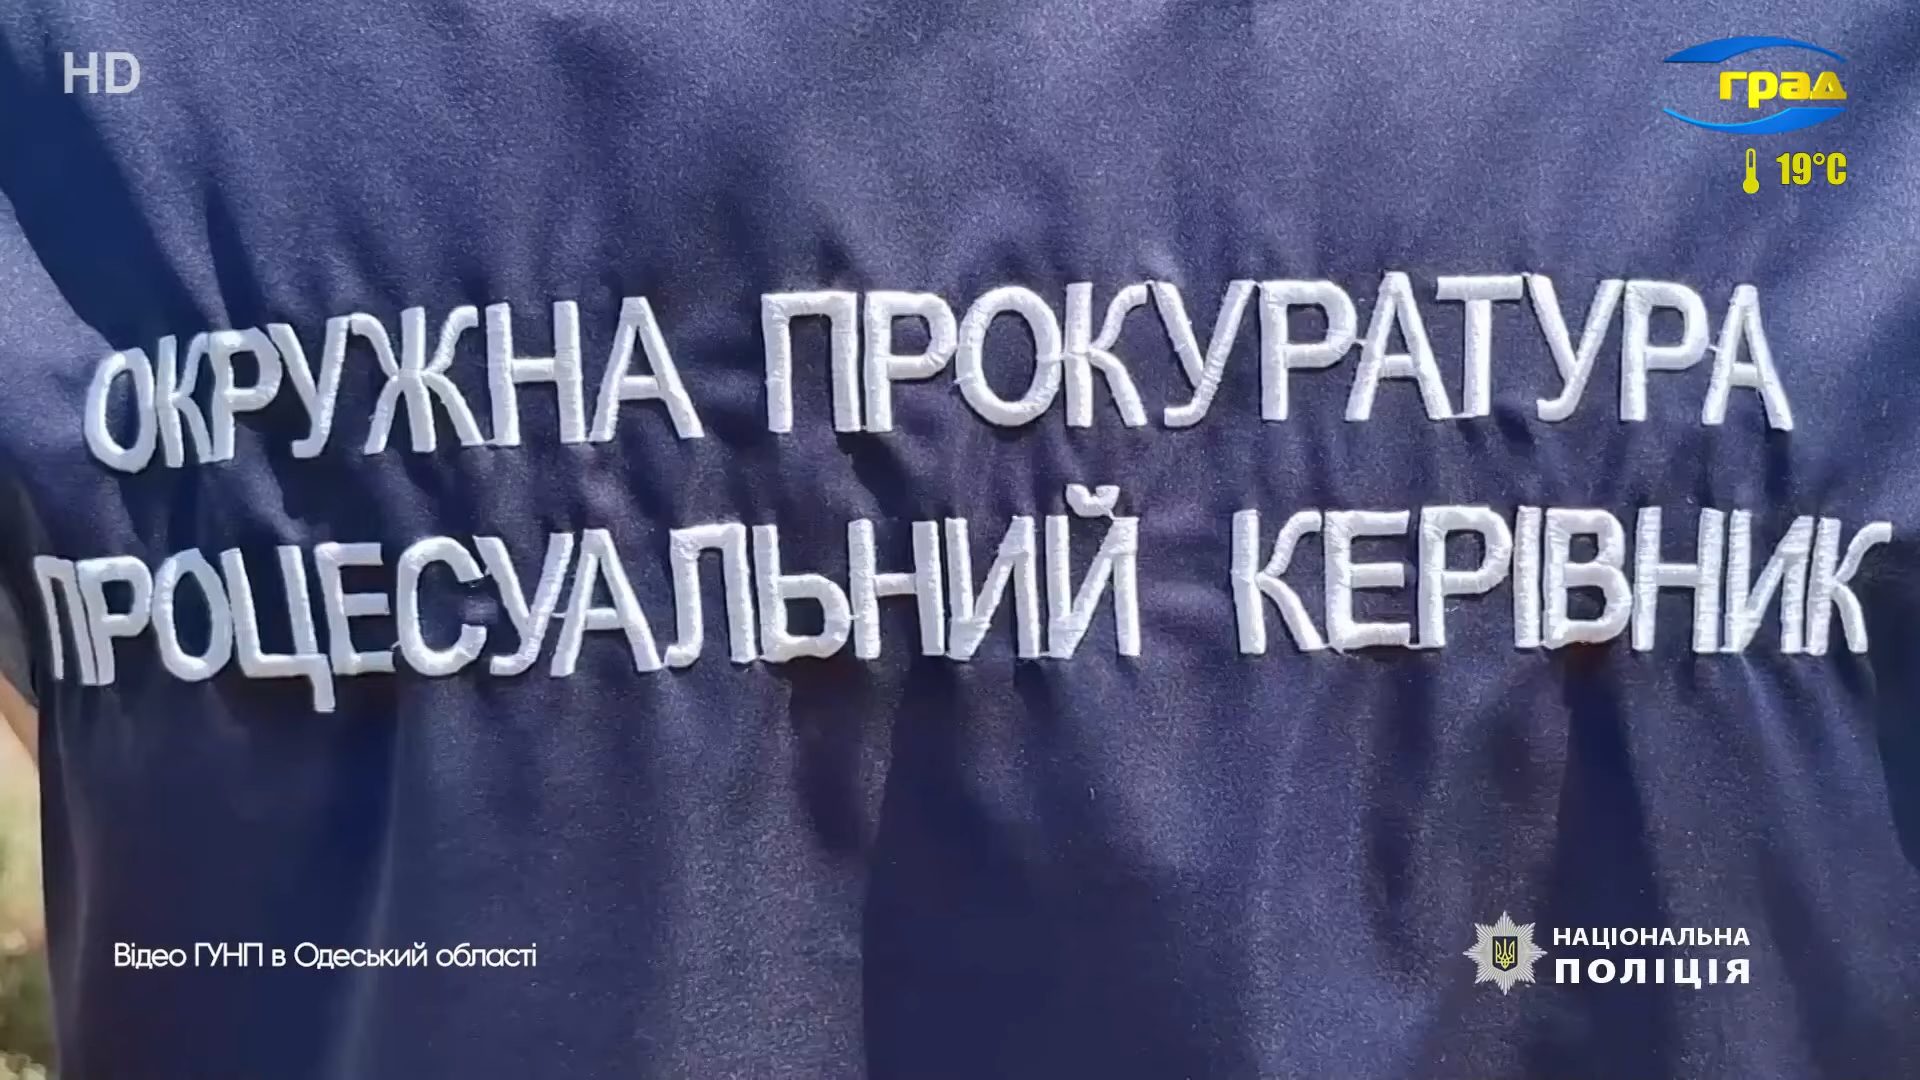 HD
град
19°C
ОКРУЖНА ПРОКУРАТУРА
ПРОЦЕСУАЛЬНИЙ КЕРІВНИК
Відео ГУНП в Одеський області
НАЦІОНАЛЬНА
ПОЛІЦІЯ